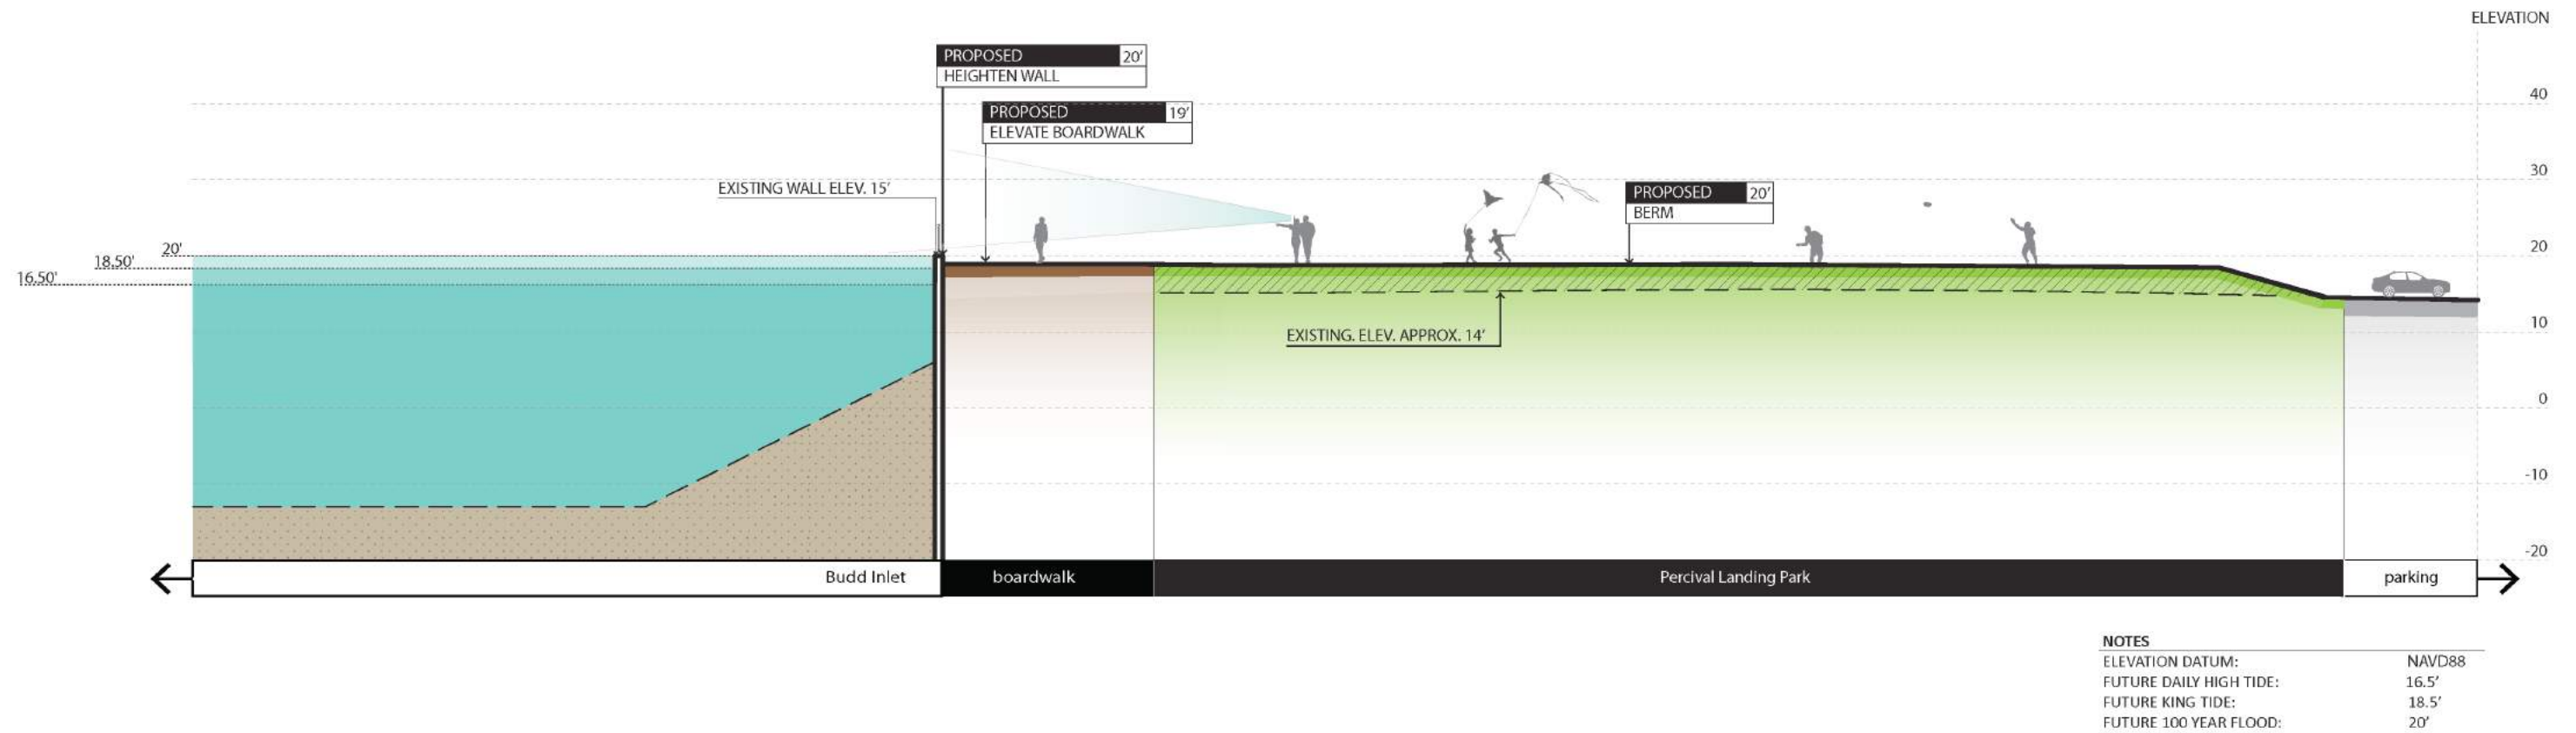 ELEVATION
PROPOSED 20'
HEIGHTEN WALL
40
PROPOSED 19'
ELEVATE BOARDWALK
30
EXISTING WALL ELEV. 15'
PROPOSED 20'
BERM
20
20'
18.50'
16.50'
10
EXISTING. ELEV. APPROX. 14'
0
-10
-20
Budd Inlet
boardwalk
Percival Landing Park
parking
NOTES
ELEVATION DATUM: NAVD88
FUTURE DAILY HIGH TIDE: 16.5'
FUTURE KING TIDE: 18.5'
FUTURE 100 YEAR FLOOD: 20'